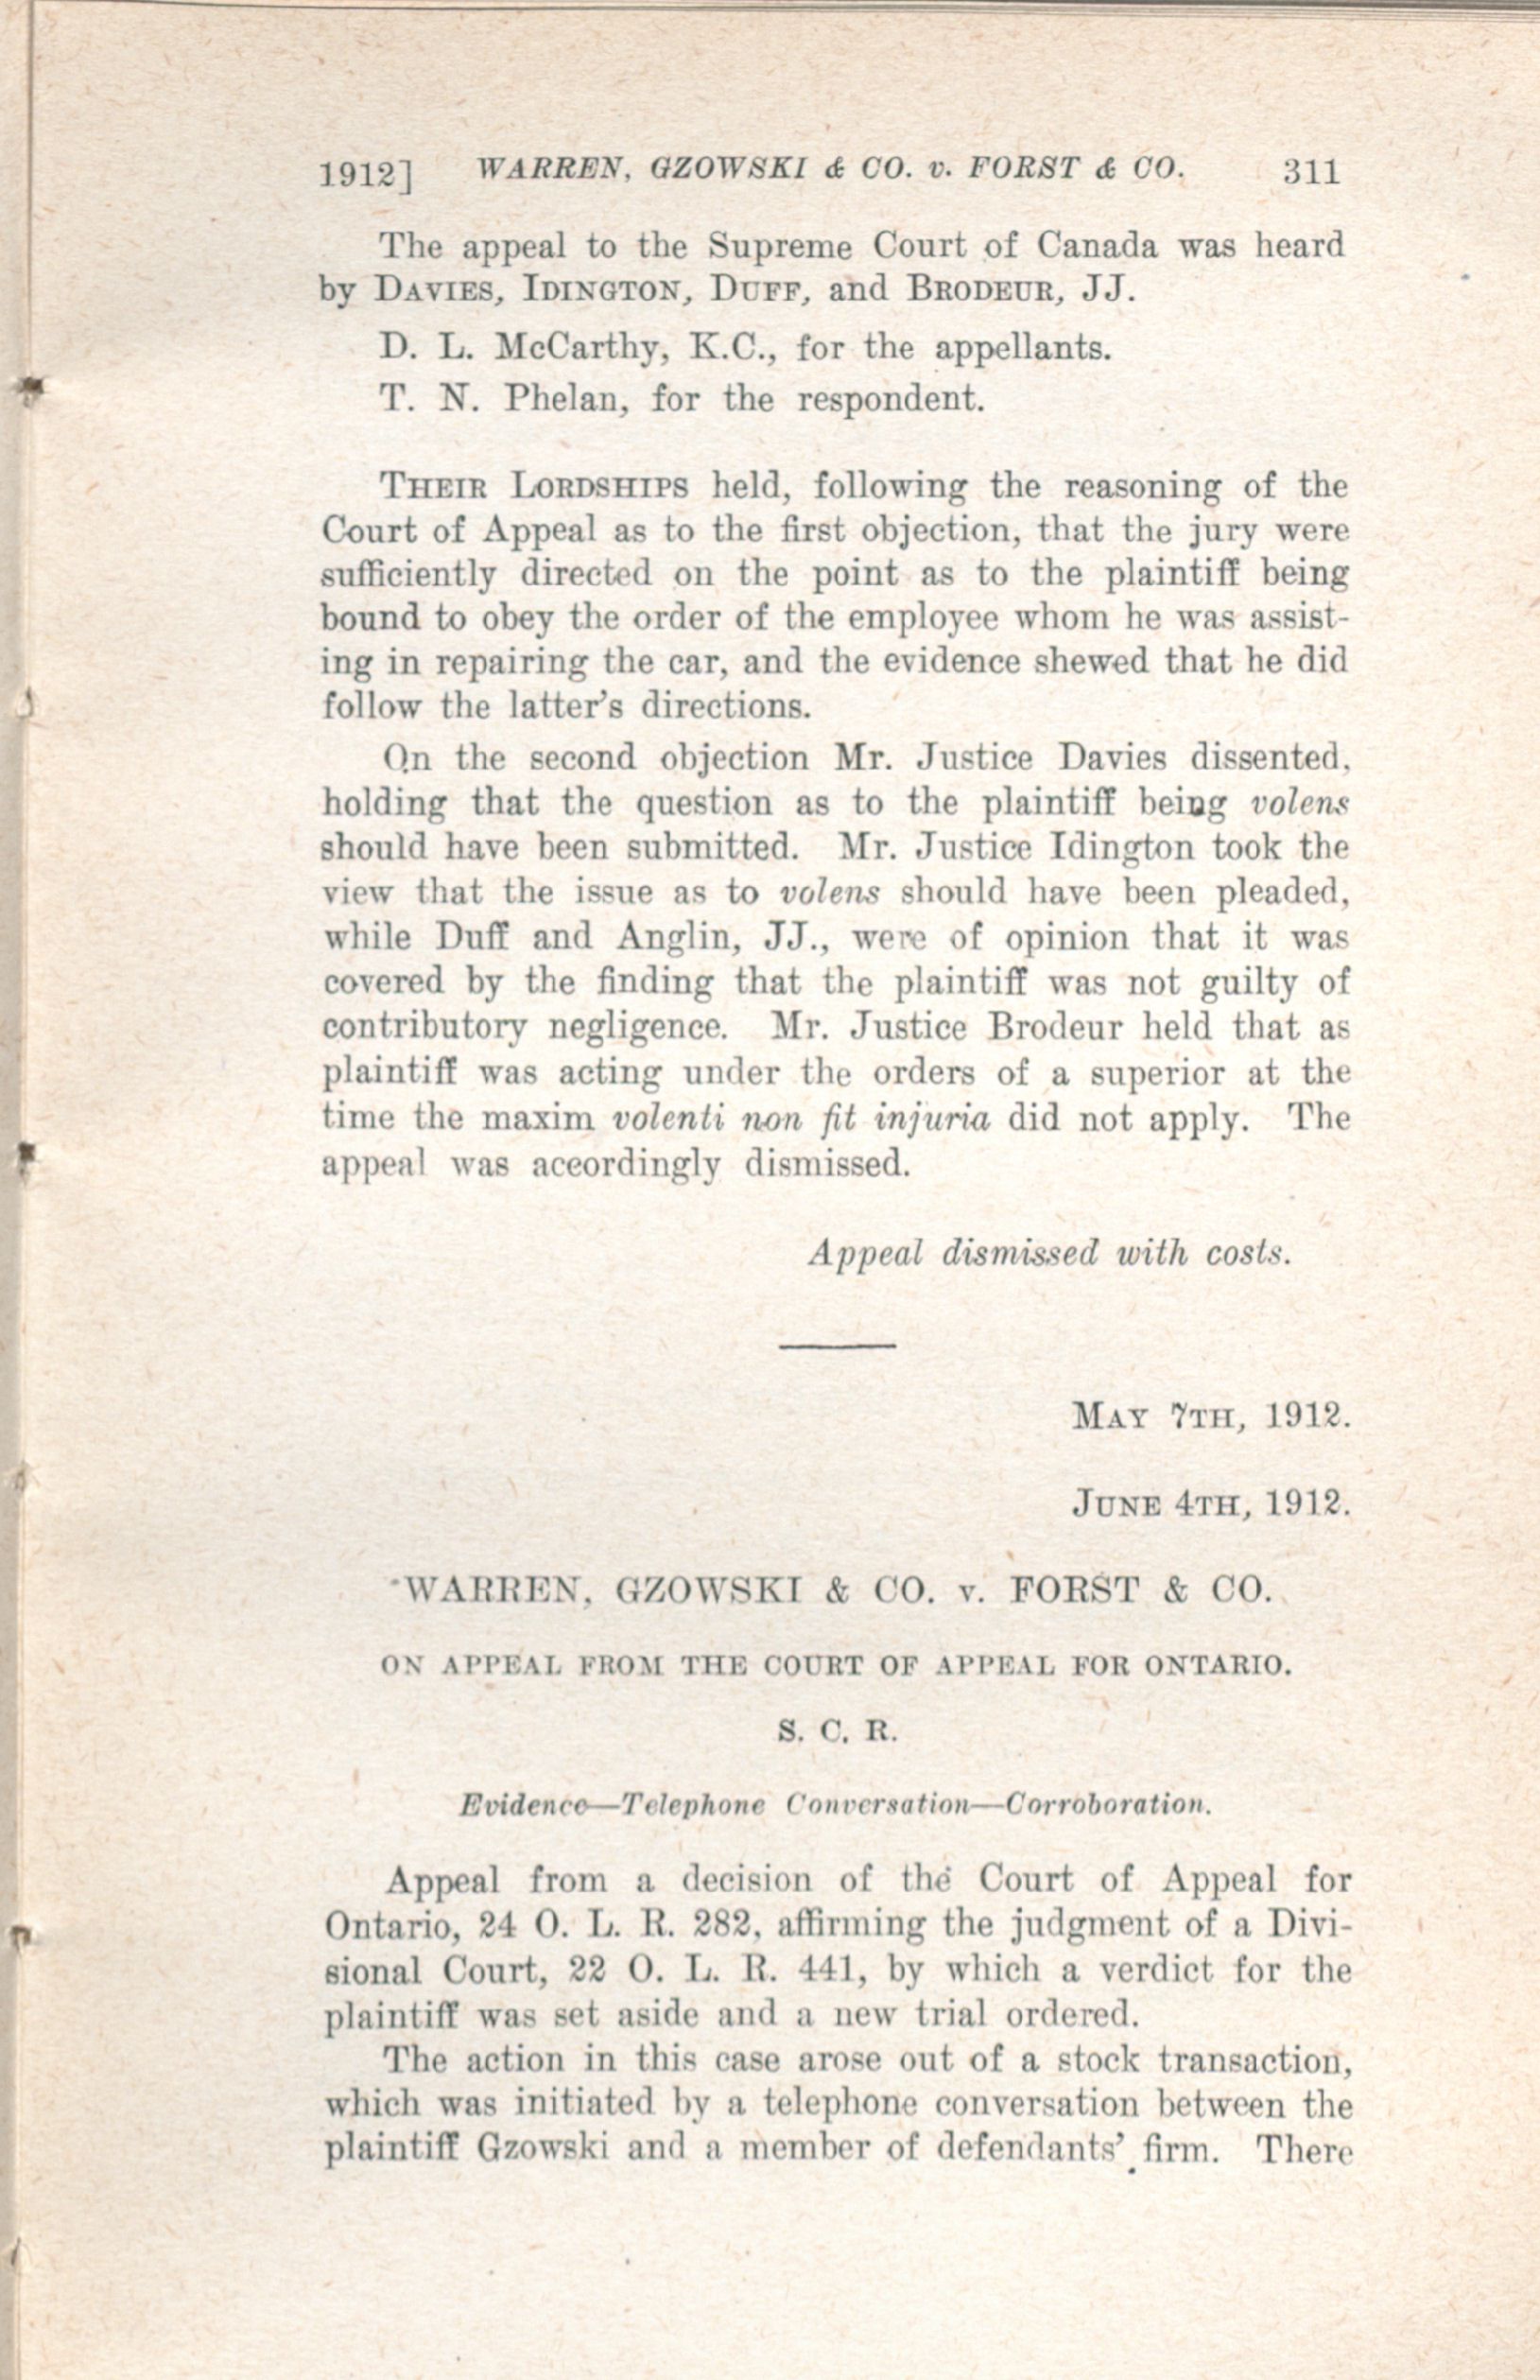 1912] WARREN, GZOWSKI & CO. v. FORST & CO. 311
The appeal to the Supreme Court of Canada was heard
by DAVIES, IDINGTON, DUFF, and BRODEUR, JJ.
D. L. McCarthy, K.C., for the appellants.
T. N. Phelan, for the respondent.
THEIR LORDSHIPS held, following the reasoning of the
Court of Appeal as to the first objection, that the jury were
sufficiently directed on the point as to the plaintiff being
bound to obey the order of the employee whom he was assist-
ing in repairing the car, and the evidence shewed that he did
follow the latter's directions.
On the second objection Mr. Justice Davies dissented,
holding that the question as to the plaintiff being volens
should have been submitted. Mr. Justice Idington took the
view that the issue as to volens should have been pleaded,
while Duff and Anglin, JJ., were of opinion that it was
covered by the finding that the plaintiff was not guilty of
contributory negligence. Mr. Justice Brodeur held that as
plaintiff was acting under the orders of a superior at the
time the maxim volenti non fit injuria did not apply. The
appeal was aceordingly dismissed.
Appeal dismissed with costs.
MAY 7TH, 1912.
JUNE 4TH, 1912.
WARREN, GZOWSKI & CO. v. FORST & CO.
ON APPEAL FROM THE COURT OF APPEAL FOR ONTARIO.
S. C. R.
Evidence—Telephone Conversation—Corroboration.
Appeal from a decision of the Court of Appeal for
Ontario, 24 O. L. R. 282, affirming the judgment of a Divi-
sional Court, 22 O. L. R. 441, by which a verdict for the
plaintiff was set aside and a new trial ordered.
The action in this case arose out of a stock transaction,
which was initiated by a telephone conversation between the
plaintiff Gzowski and a member of defendants' firm. There